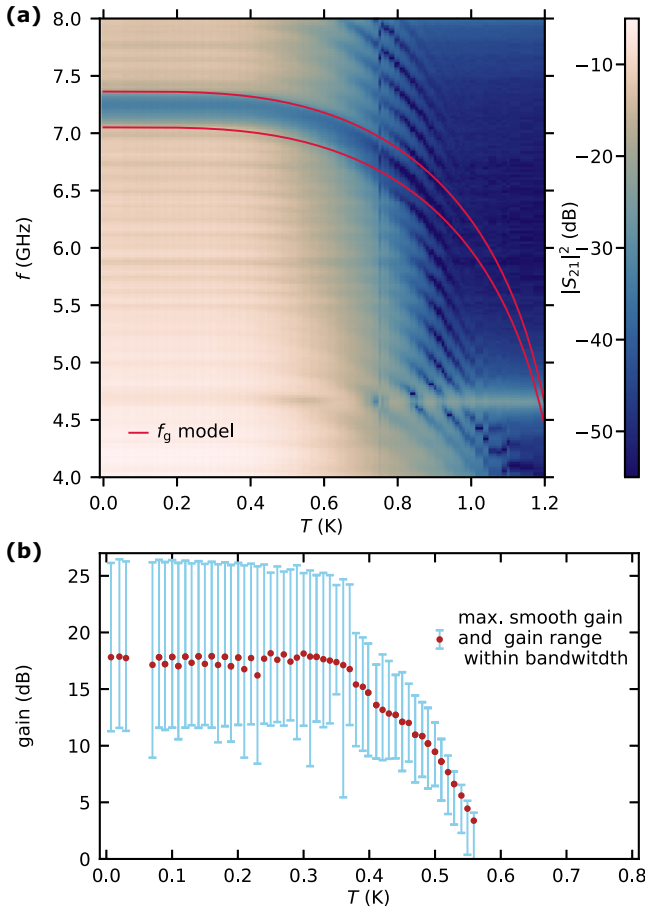 (a)
8.0
7.5
7.0
6.5
6.0
5.5
5.0
4.5
4.0
f (GHz)
f_g model
0.0 0.2 0.4 0.6 0.8 1.0 1.2
T (K)
−10
−20
−30
−40
−50
|S_21|^2 (dB)
(b)
25
20
15
10
5
0
gain (dB)
max. smooth gain
and gain range
within bandwitdth
0.0 0.1 0.2 0.3 0.4 0.5 0.6 0.7 0.8
T (K)